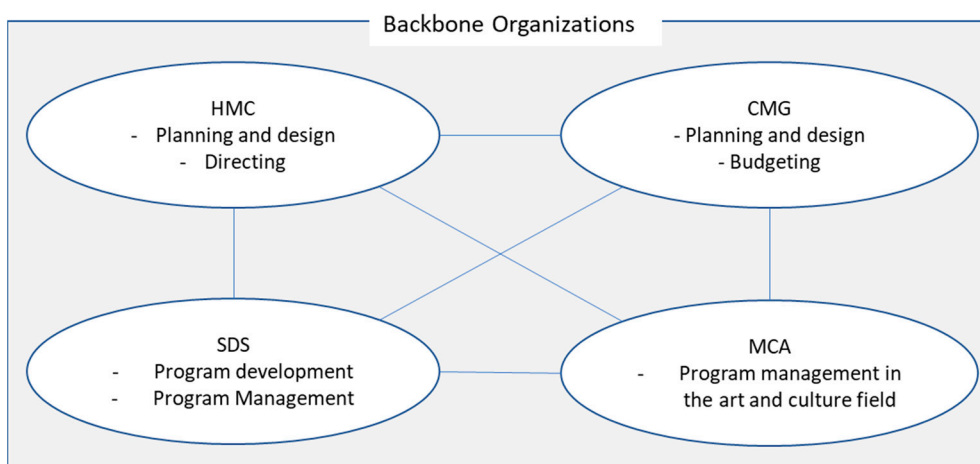 Backbone Organizations
HMC
- Planning and design
- Directing
CMG
- Planning and design
- Budgeting
SDS
- Program development
- Program Management
MCA
- Program management in
the art and culture field